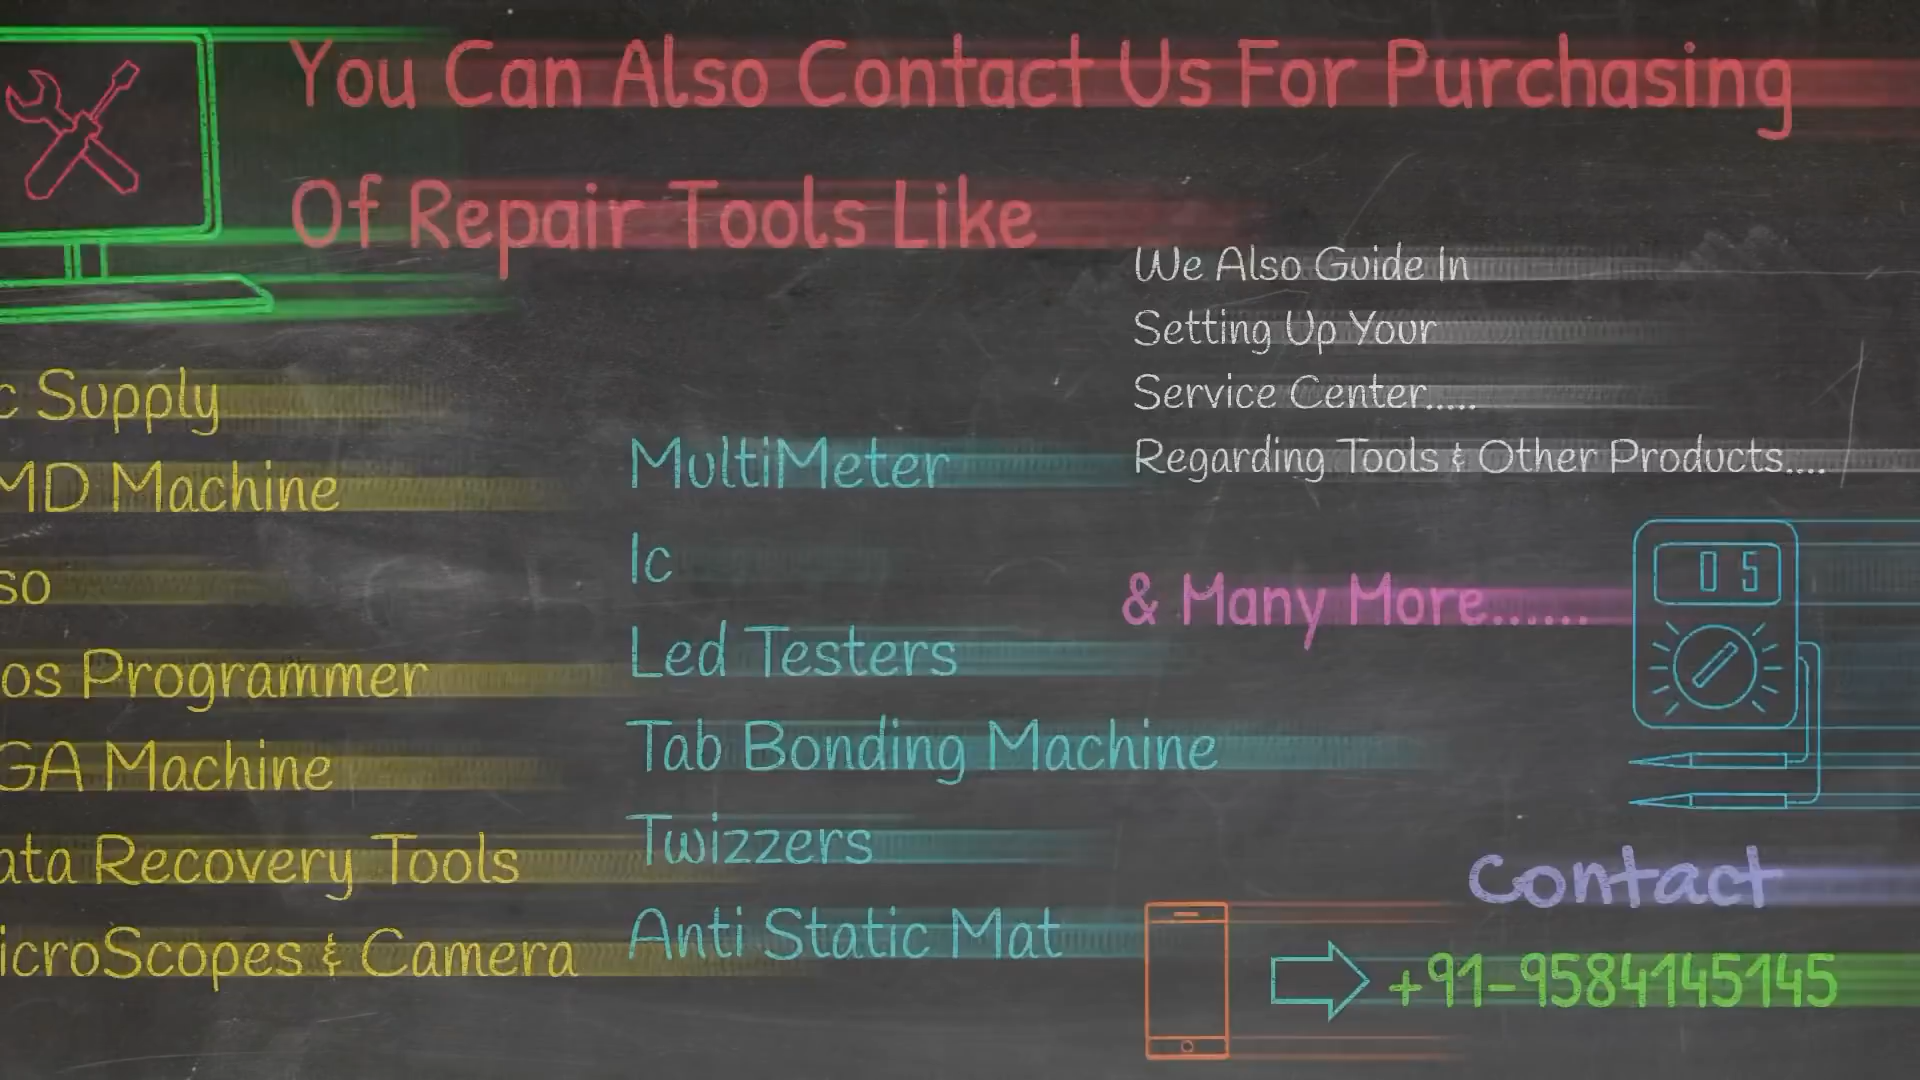 You Can Also Contact Us For Purchasing
Of Repair Tools Like
We Also Guide In
Setting Up Your
Service Center.....
Regarding Tools & Other Products....
c Supply
MD Machine
so
os Programmer
GA Machine
ata Recovery Tools
icroScopes & Camera
MultiMeter
Ic
Led Testers
Tab Bonding Machine
Twizzers
Anti Static Mat
& Many More.......
05
Contact
+91-9584145145